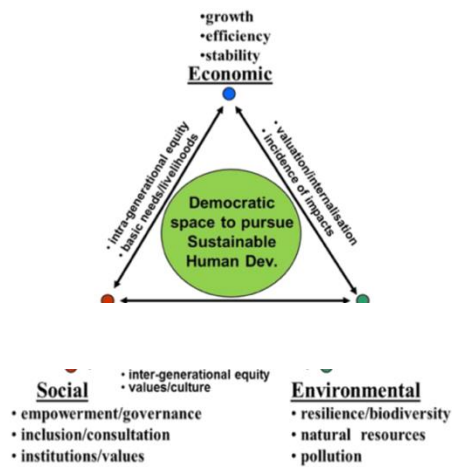 •growth
•efficiency
•stability
Economic
• intra-generational equity
• basic needs/livelihoods
• valuation/internalisation
• incidence of impacts
Democratic
space to pursue
Sustainable
Human Dev.
• inter-generational equity
• values/culture
Social
• empowerment/governance
• inclusion/consultation
• institutions/values
Environmental
• resilience/biodiversity
• natural resources
• pollution